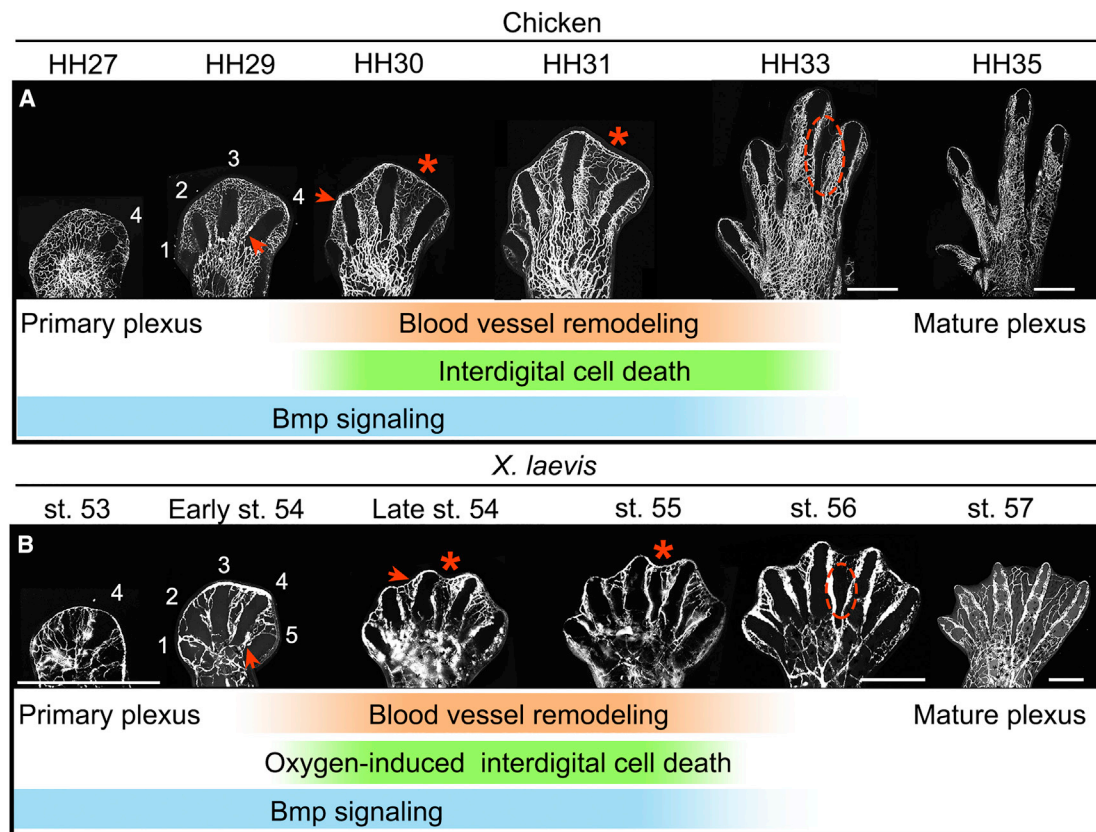 Chicken
HH27 HH29 HH30 HH31 HH33 HH35
A
3
2 4 4
1
*
*
Primary plexus Blood vessel remodeling Mature plexus
Interdigital cell death
Bmp signaling
X. laevis
st. 53 Early st. 54 Late st. 54 st. 55 st. 56 st. 57
B
4 3 4
2
1 5
*
*
Primary plexus Blood vessel remodeling Mature plexus
Oxygen-induced interdigital cell death
Bmp signaling